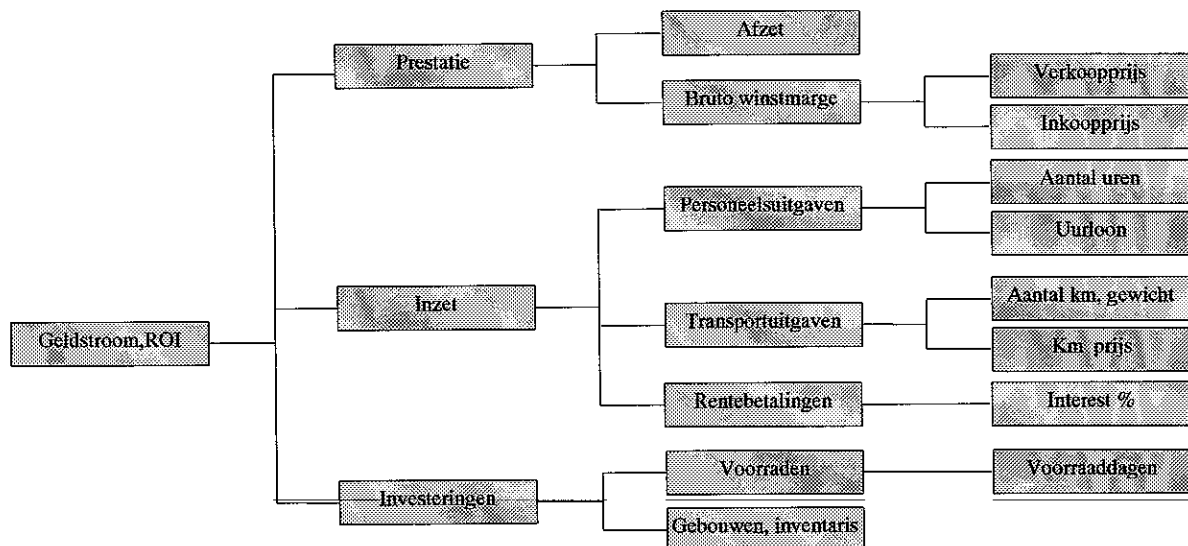 Afzet
Prestatie
Verkoopprijs
Bruto winstmarge
Inkoopprijs
Aantal uren
Personeelsuitgaven
Uurloon
Inzet
Aantal km, gewicht
Transportuitgaven
Geldstroom,ROI
Km prijs
Rentebetalingen
Interest %
Voorraden
Voorraaddagen
Investeringen
Gebouwen, inventaris